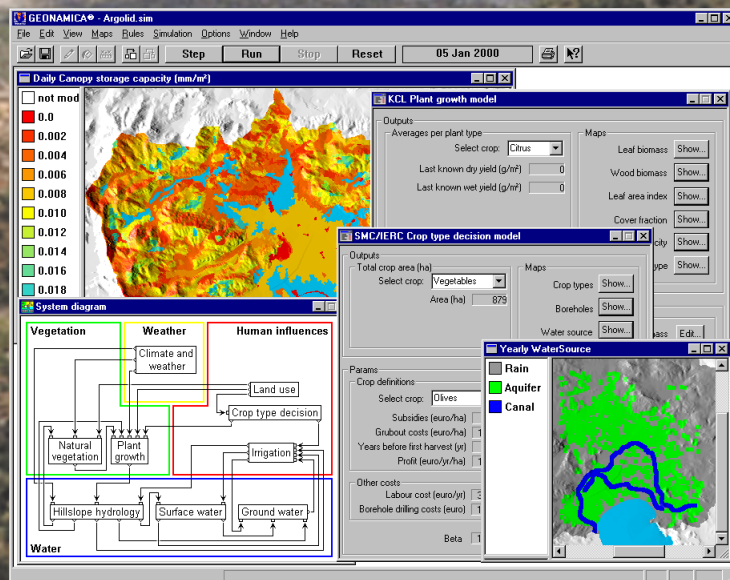 GEONAMICA® - Argolid.sim
File Edit View Maps Rules Simulation Options Window Help
Step Run Stop Reset 05 Jan 2000
Daily Canopy storage capacity (mm/m²)
not mod
0.0
0.002
0.004
0.006
0.008
0.010
0.012
0.014
0.016
0.018
KCL Plant growth model
Outputs
Averages per plant type
Select crop: Citrus
Last known dry yield (g/m²) 0
Last known wet yield (g/m²) 0
Maps
Leaf biomass Show...
Wood biomass Show...
Leaf area index Show...
Cover fraction Show...
Show...
Show...
Edit...
SMC/IERC Crop type decision model
Outputs
Total crop area (ha)
Select crop: Vegetables
Area (ha) 879
Maps
Crop types Show...
Boreholes Show...
Water source Show...
Params
Crop definitions
Select crop: Olives
Subsidies (euro/ha)
Grubout costs (euro/ha) 1
Years before first harvest (yr)
Profit (euro/yr/ha) 1
Other costs
Labour cost (euro/yr) 3
Borehole drilling costs (euro) 1
Beta 1
System diagram
Vegetation Weather Human influences
Climate and
weather
Land use
Crop type decision
Natural
vegetation
Plant
growth
Irrigation
Hillslope hydrology Surface water Ground water
Water
Yearly WaterSource
Rain
Aquifer
Canal